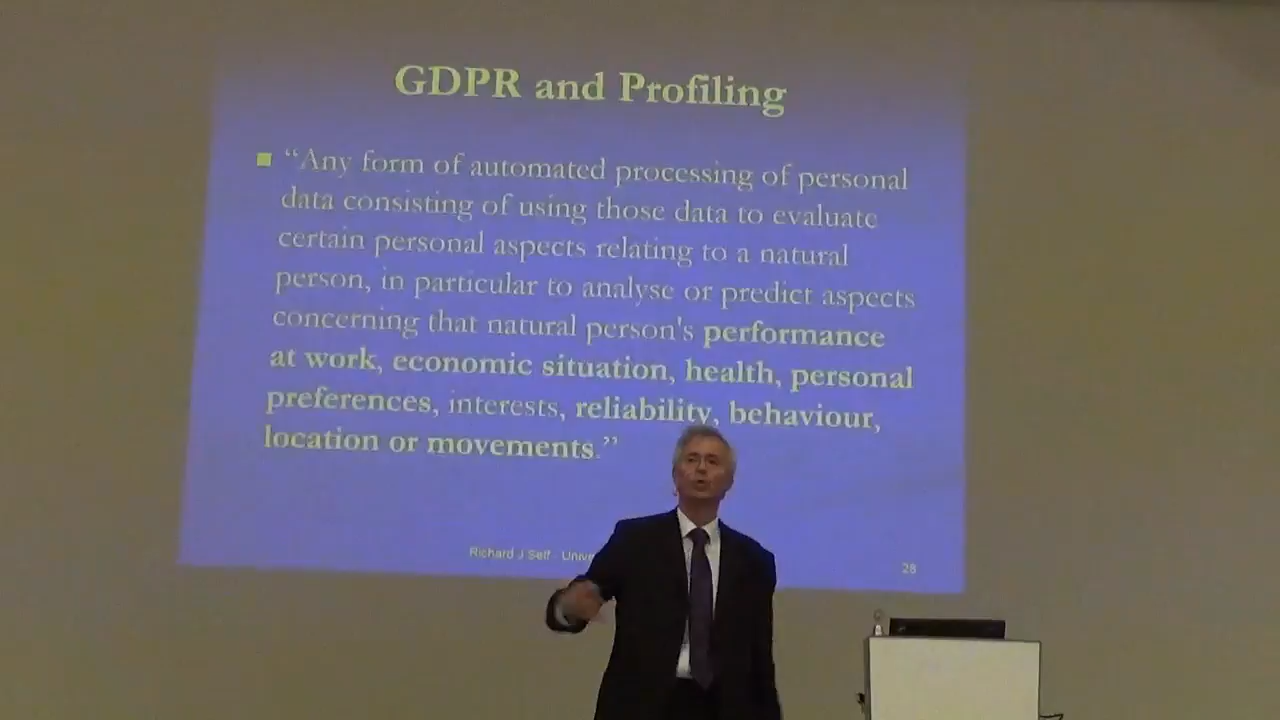 GDPR and Profiling
“Any form of automated processing of personal
data consisting of using those data to evaluate
certain personal aspects relating to a natural
person, in particular to analyse or predict aspects
concerning that natural person's performance
at work, economic situation, health, personal
preferences, interests, reliability, behaviour,
location or movements.”
Richard J Self - Unive
28